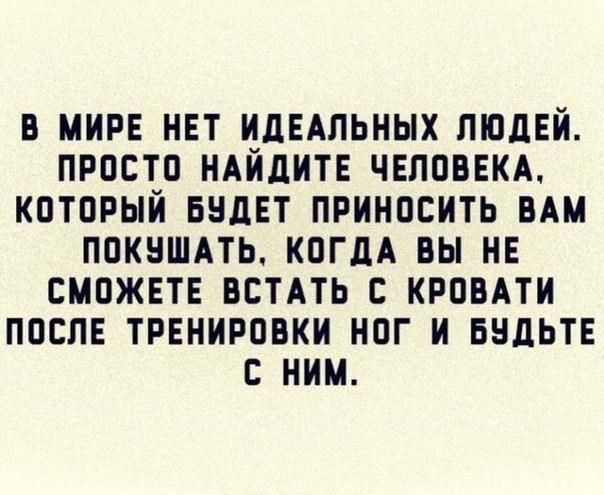 В МИРЕ НЕТ ИДЕАЛЬНЫХ ЛЮДЕЙ.
ПРОСТО НАЙДИТЕ ЧЕЛОВЕКА,
КОТОРЫЙ БУДЕТ ПРИНОСИТЬ ВАМ
ПОКУШАТЬ, КОГДА ВЫ НЕ
СМОЖЕТЕ ВСТАТЬ С КРОВАТИ
ПОСЛЕ ТРЕНИРОВКИ НОГ И БУДЬТЕ
С НИМ.